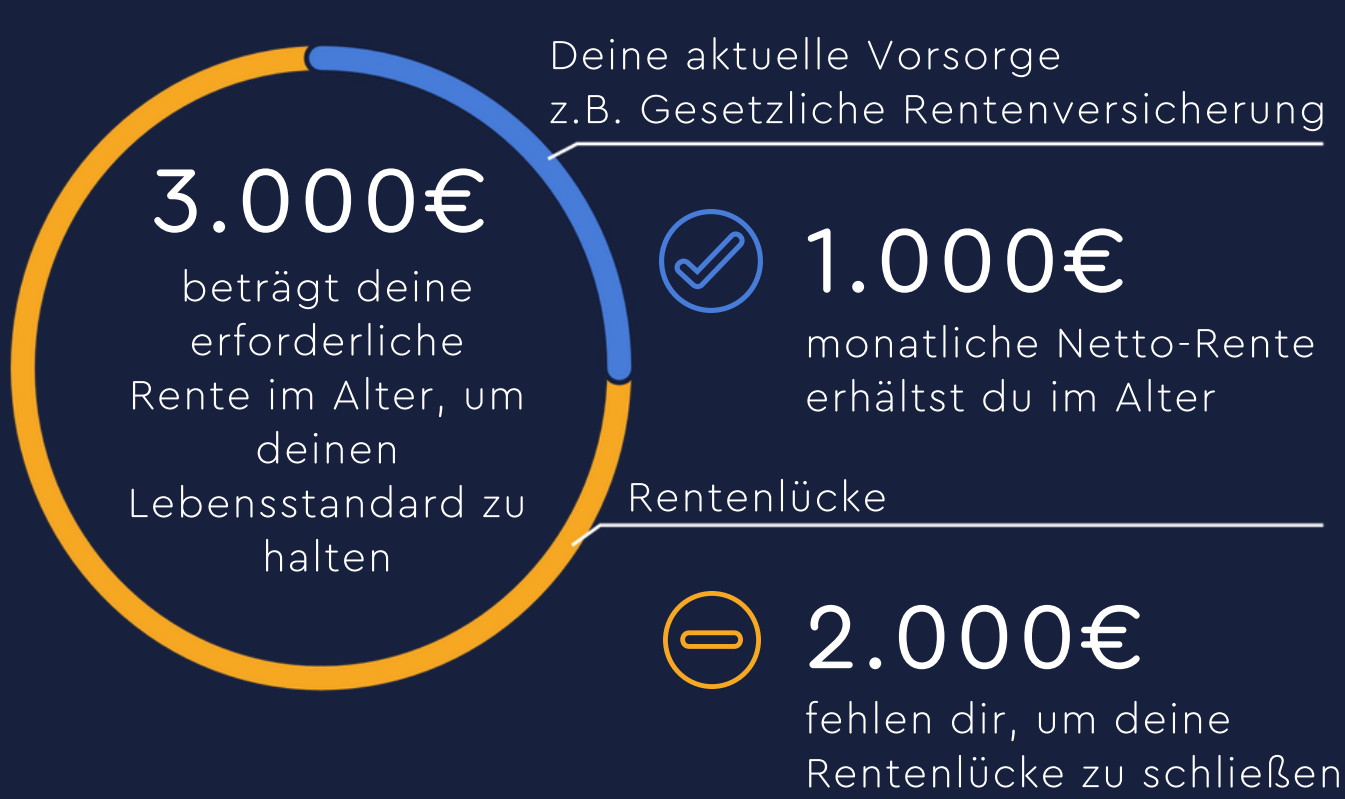 3.000€
beträgt deine
erforderliche
Rente im Alter, um
deinen
Lebensstandard zu
halten
Deine aktuelle Vorsorge
z.B. Gesetzliche Rentenversicherung
1.000€
monatliche Netto-Rente
erhältst du im Alter
Rentenlücke
2.000€
fehlen dir, um deine
Rentenlücke zu schließen